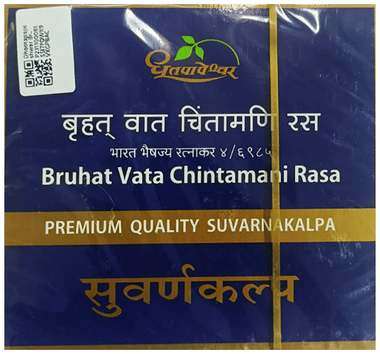 धूतपापेश्वर
बृहत् वात चिंतामणि रस
भारत भैषज्य रत्नाकर ४/६९८५
Bruhat Vata Chintamani Rasa
PREMIUM QUALITY SUVARNAKALPA
सुवर्णकल्प